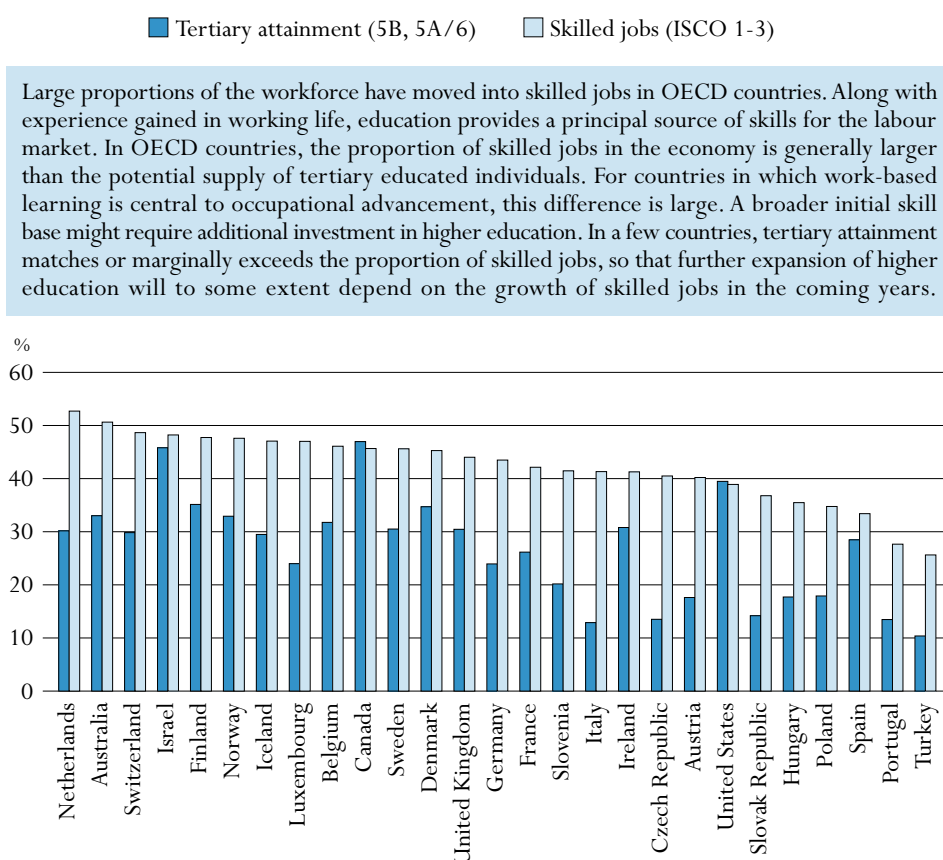 Tertiary attainment (5B, 5A/6) Skilled jobs (ISCO 1-3)
Large proportions of the workforce have moved into skilled jobs in OECD countries. Along with
experience gained in working life, education provides a principal source of skills for the labour
market. In OECD countries, the proportion of skilled jobs in the economy is generally larger
than the potential supply of tertiary educated individuals. For countries in which work-based
learning is central to occupational advancement, this difference is large. A broader initial skill
base might require additional investment in higher education. In a few countries, tertiary attainment
matches or marginally exceeds the proportion of skilled jobs, so that further expansion of higher
education will to some extent depend on the growth of skilled jobs in the coming years.
%
60
50
40
30
20
10
0
Netherlands
Australia
Switzerland
Israel
Finland
Norway
Iceland
Luxembourg
Belgium
Canada
Sweden
Denmark
United Kingdom
Germany
France
Slovenia
Italy
Ireland
Czech Republic
Austria
United States
Slovak Republic
Hungary
Poland
Spain
Portugal
Turkey